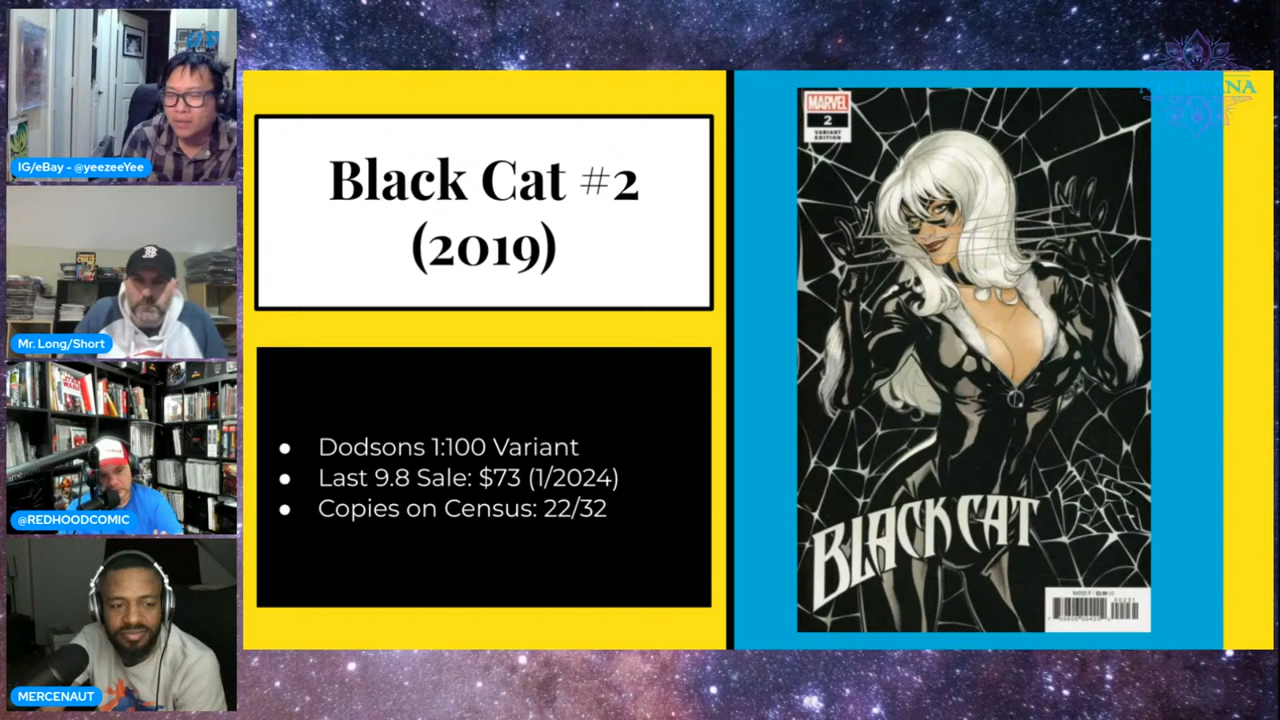 IG/eBay - @yeezeeYee
Mr. Long/Short
@REDHOODCOMIC
MERCENAUT
Black Cat #2
(2019)
● Dodsons 1:100 Variant
● Last 9.8 Sale: $73 (1/2024)
● Copies on Census: 22/32
NERDVANA
MARVEL
2
VARIANT
EDITION
BLACK CAT